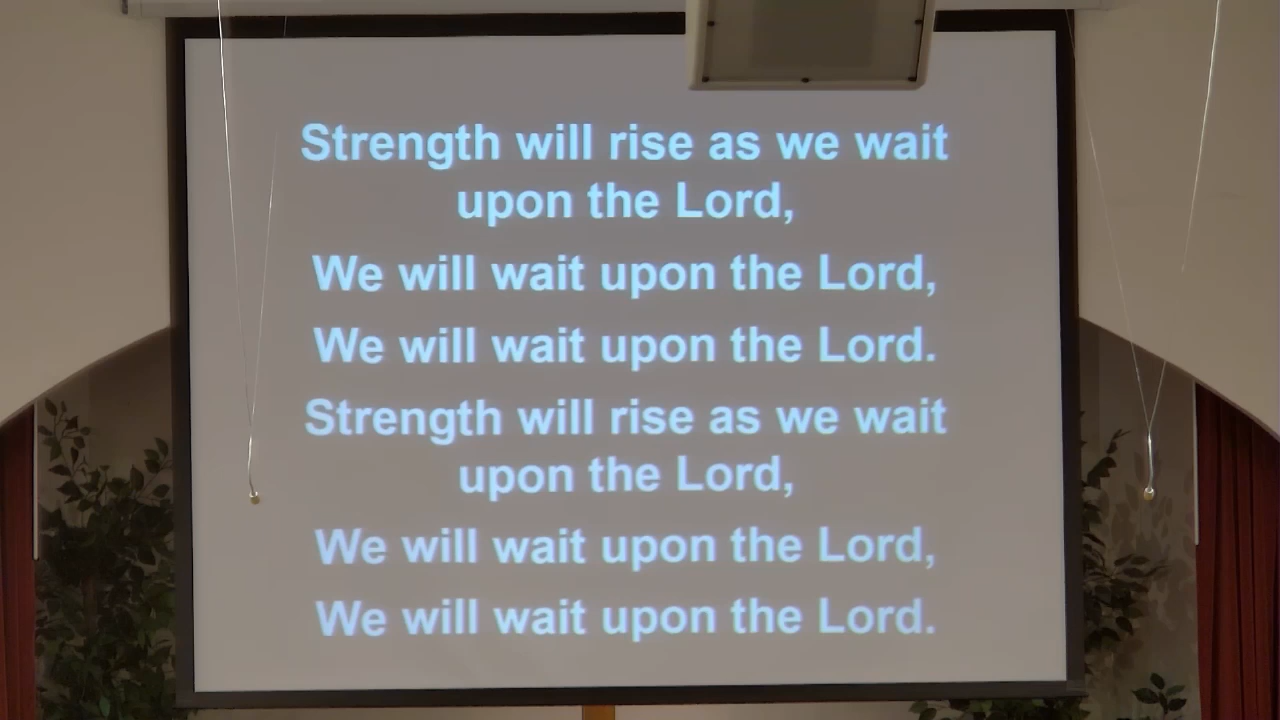 Strength will rise as we wait
upon the Lord,
We will wait upon the Lord,
We will wait upon the Lord.
Strength will rise as we wait
upon the Lord,
We will wait upon the Lord,
We will wait upon the Lord.